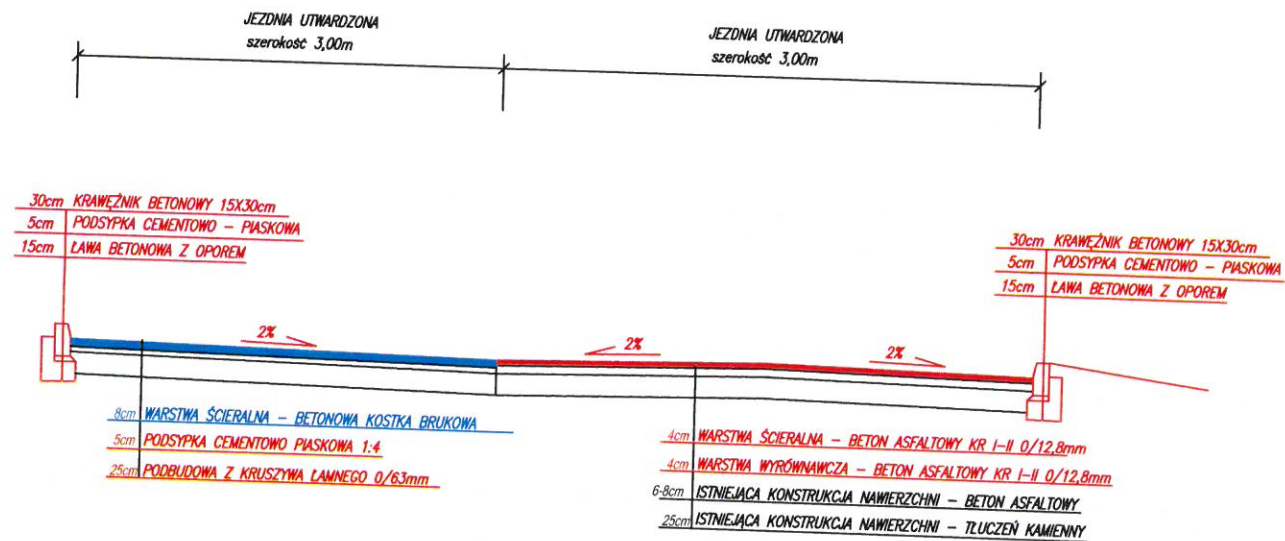 JEZDNIA UTWARDZONA
szerokość 3,00m
JEZDNIA UTWARDZONA
szerokość 3,00m
30cm KRAWĘŻNIK BETONOWY 15X30cm
5cm PODSYPKA CEMENTOWO - PIASKOWA
15cm ŁAWA BETONOWA Z OPOREM
30cm KRAWĘŻNIK BETONOWY 15X30cm
5cm PODSYPKA CEMENTOWO - PIASKOWA
15cm ŁAWA BETONOWA Z OPOREM
2%
2%
2%
8cm WARSTWA ŚCIERALNA - BETONOWA KOSTKA BRUKOWA
5cm PODSYPKA CEMENTOWO PIASKOWA 1:4
25cm PODBUDOWA Z KRUSZYWA ŁAMNEGO 0/63mm
4cm WARSTWA ŚCIERALNA - BETON ASFALTOWY KR I-II 0/12,8mm
4cm WARSTWA WYRÓWNAWCZA - BETON ASFALTOWY KR I-II 0/12,8mm
6-8cm ISTNIEJĄCA KONSTRUKCJA NAWIERZCHNI - BETON ASFALTOWY
25cm ISTNIEJĄCA KONSTRUKCJA NAWIERZCHNI - TŁUCZEŃ KAMIENNY